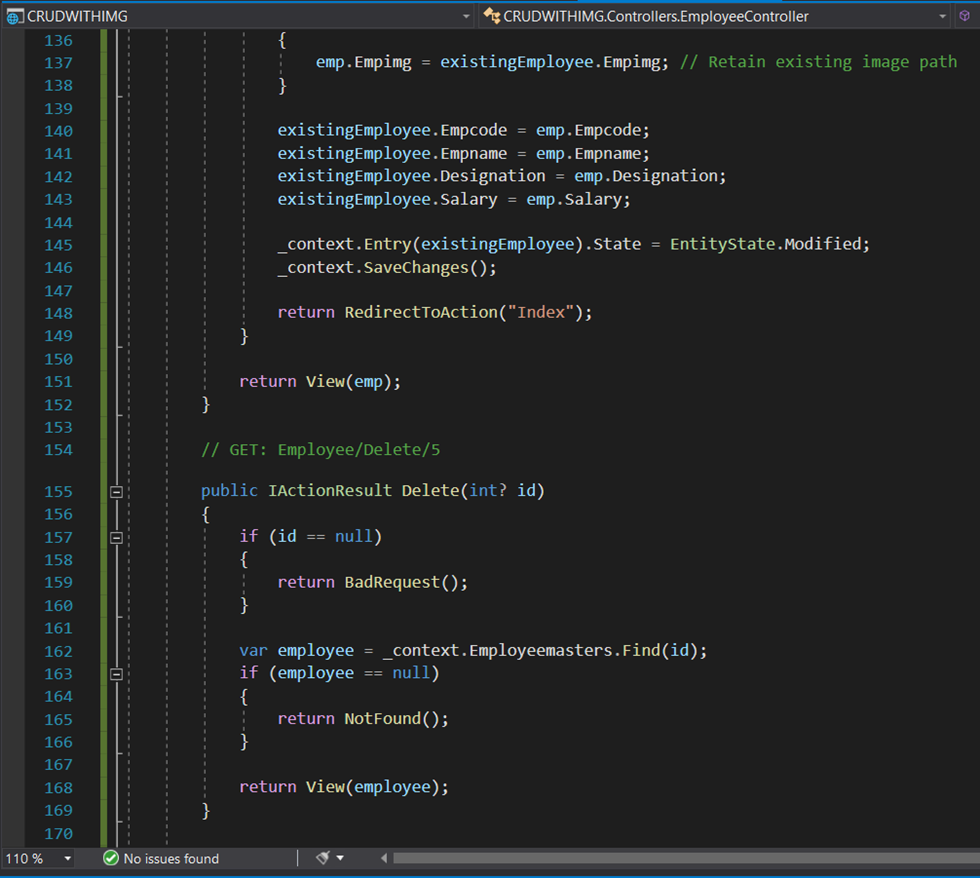 CRUDWITHIMG CRUDWITHIMG.Controllers.EmployeeController
136 {
137 emp.Empimg = existingEmployee.Empimg; // Retain existing image path
138 }
139
140 existingEmployee.Empcode = emp.Empcode;
141 existingEmployee.Empname = emp.Empname;
142 existingEmployee.Designation = emp.Designation;
143 existingEmployee.Salary = emp.Salary;
144
145 _context.Entry(existingEmployee).State = EntityState.Modified;
146 _context.SaveChanges();
147
148 return RedirectToAction("Index");
149 }
150
151 return View(emp);
152 }
153
154 // GET: Employee/Delete/5
155 public IActionResult Delete(int? id)
156 {
157 if (id == null)
158 {
159 return BadRequest();
160 }
161
162 var employee = _context.Employeemasters.Find(id);
163 if (employee == null)
164 {
165 return NotFound();
166 }
167
168 return View(employee);
169 }
170
110 % No issues found